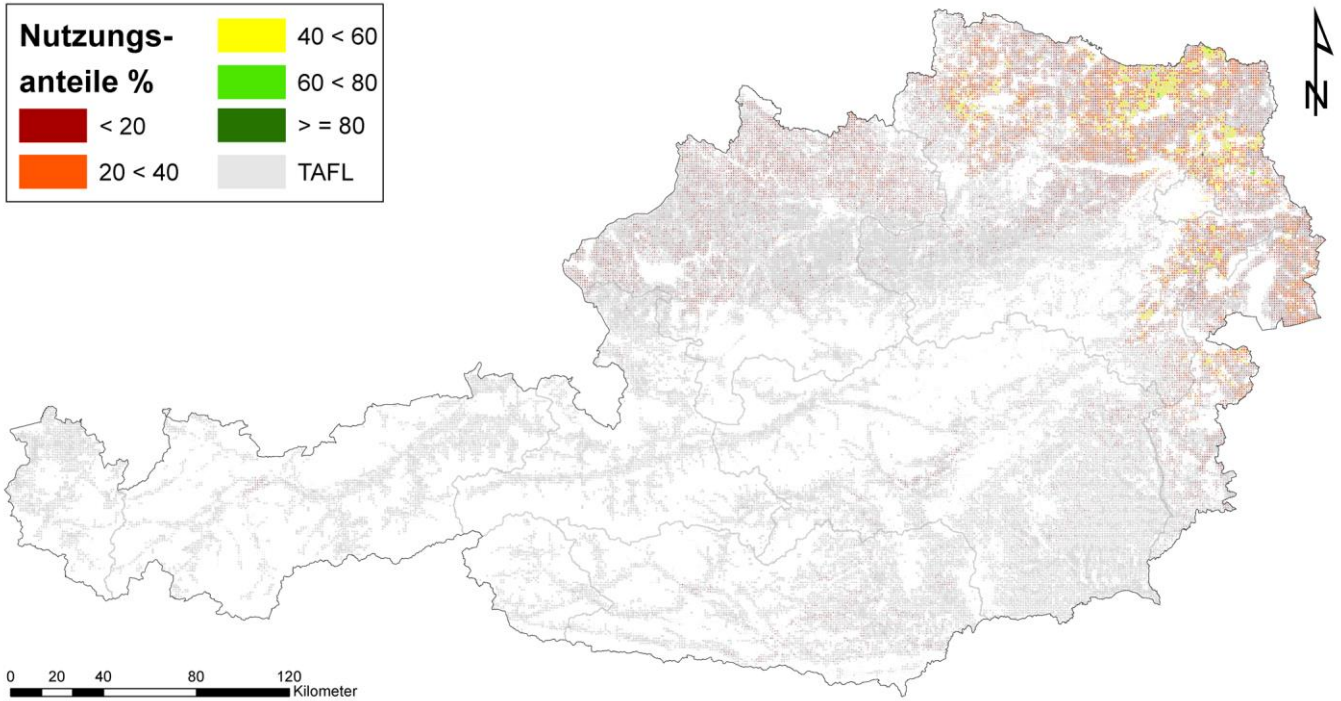 Nutzungs-
anteile %
< 20
20 < 40
40 < 60
60 < 80
> = 80
TAFL
N
0 20 40 80 120
Kilometer